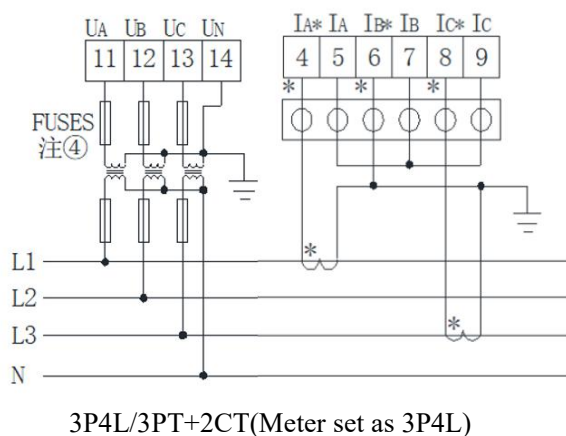 UA UB UC UN
11 12 13 14
IA* IA IB* IB IC* IC
4 5 6 7 8 9
* * *
FUSES
注④
*
L1
L2
*
L3
N
3P4L/3PT+2CT(Meter set as 3P4L)